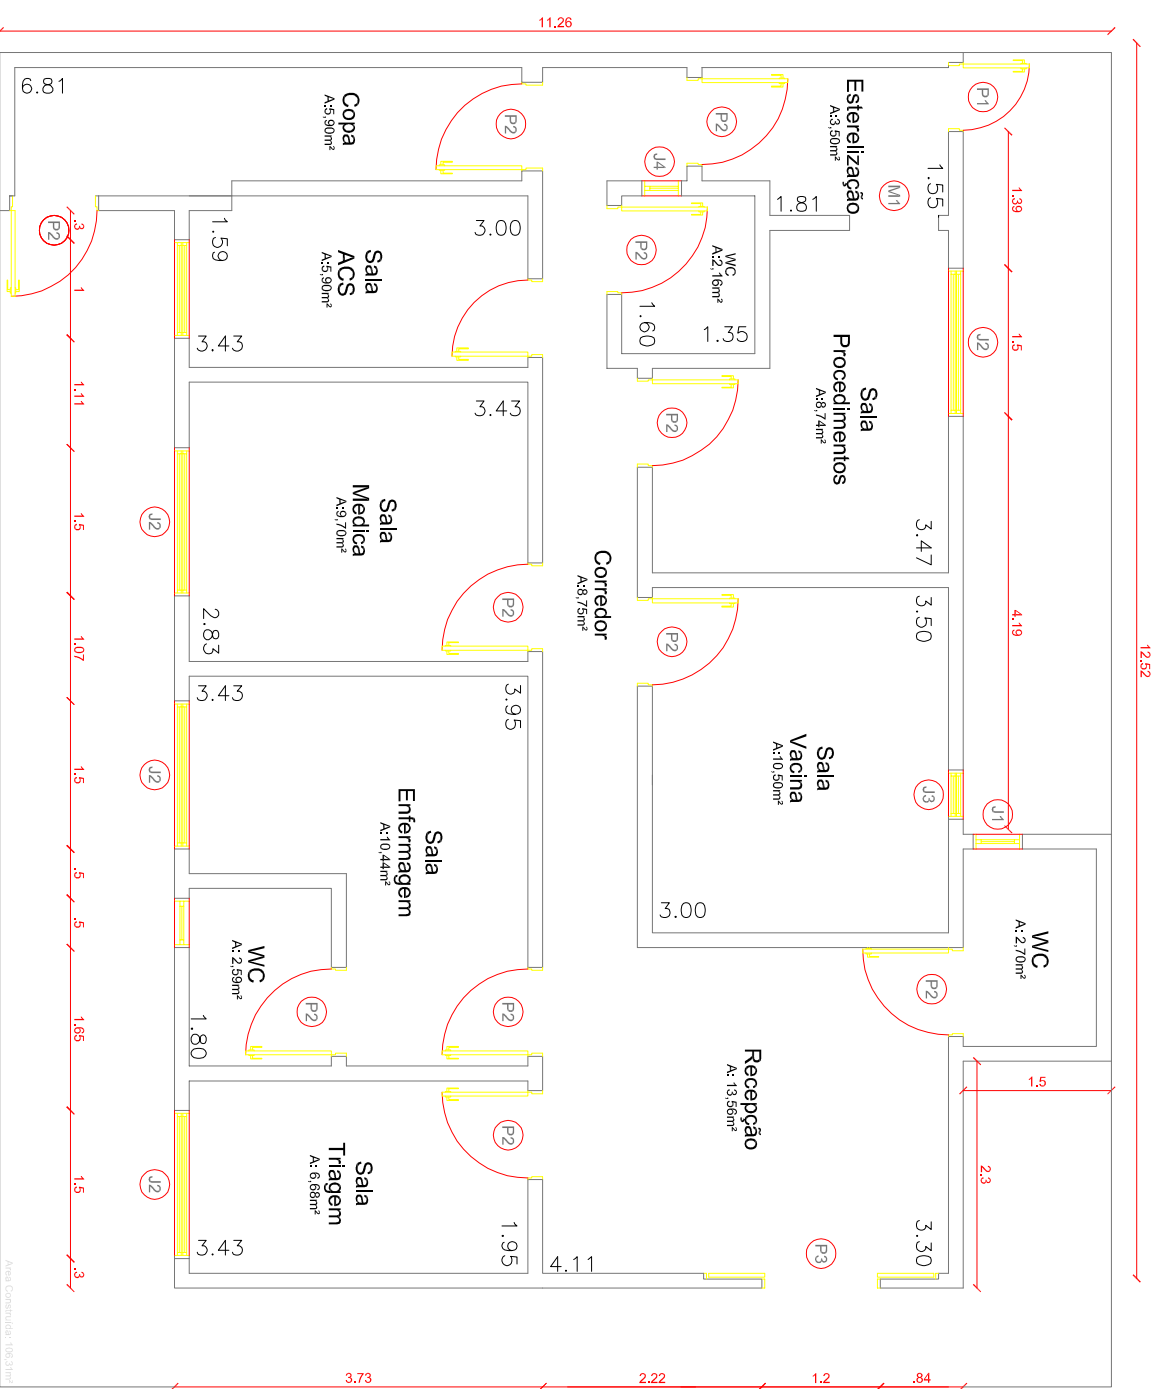 11.26
6.81
Copa
A:5,90m²
P2
P2
Esterelização
A:3,50m²
P1
J4
M1
1.55
1.39
1.81
P2
.3
1.59
Sala
ACS
A:5,90m²
3.00
P2
WC
A:2,16m²
1
3.43
1.60
1.35
Sala
Procedimentos
A:8,74m²
J2
1.5
1.11
3.43
P2
J2
1.5
Sala
Medica
A:9,70m²
3.47
Corredor
A:8,75m²
2.83
P2
P2
3.50
4.19
1.07
12.52
3.43
3.95
J2
1.5
Sala
Vacina
A:10,50m²
J3
J1
Sala
Enfermagem
A:10,44m²
.5
3.00
.5
WC
A: 2,59m²
WC
A: 2,70m²
P2
P2
P2
1.65
1.80
Recepção
A: 13,56m²
1.5
P2
J2
1.5
Sala
Triagem
A: 6,68m²
2.3
3.43
1.95
4.11
P3
3.30
.3
Area Construida: 106,31m²
3.73
2.22
1.2
.84